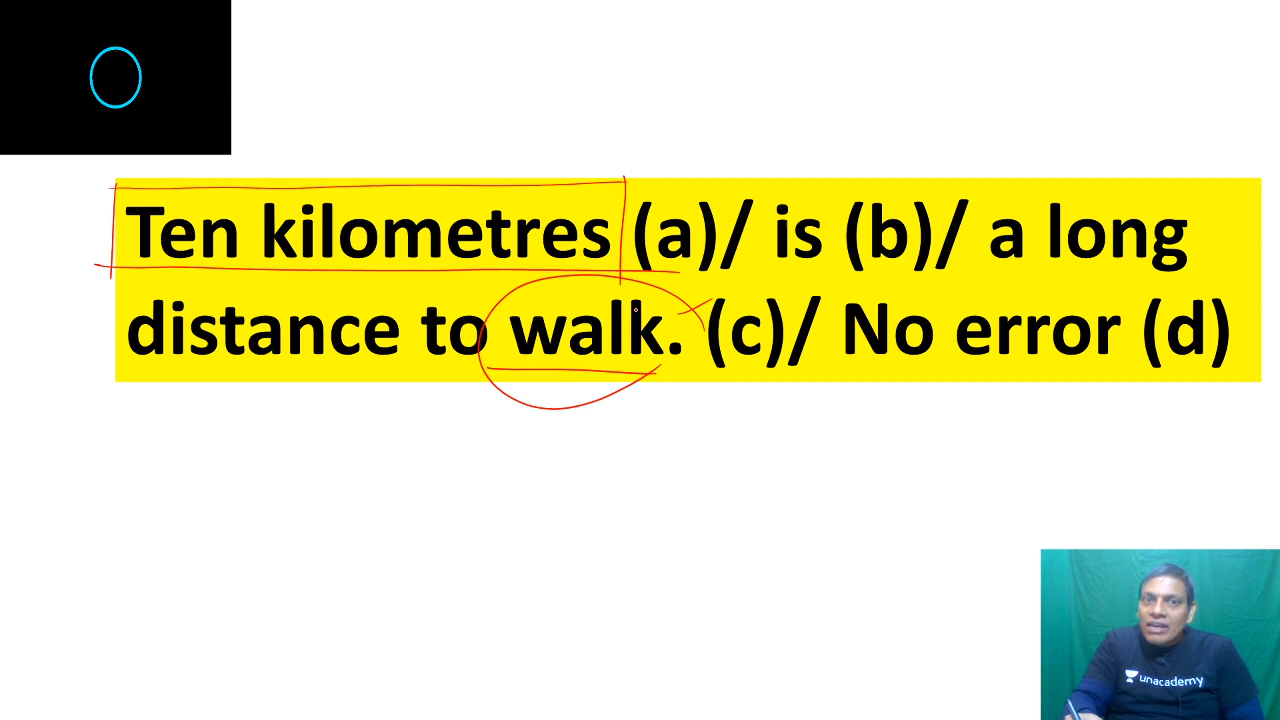 Ten kilometres (a)/ is (b)/ a long
distance to walk. (c)/ No error (d)
unacademy